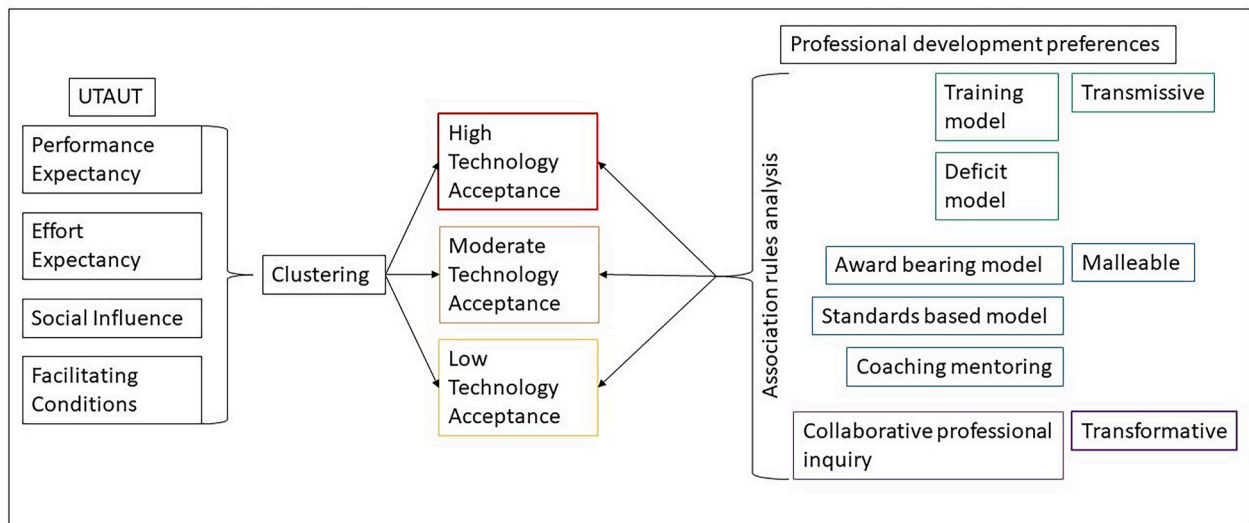 UTAUT
Performance
Expectancy
Effort
Expectancy
Social Influence
Facilitating
Conditions
Clustering
High
Technology
Acceptance
Moderate
Technology
Acceptance
Low
Technology
Acceptance
Association rules analysis
Professional development preferences
Training
model
Transmissive
Deficit
model
Award bearing model
Malleable
Standards based model
Coaching mentoring
Collaborative professional
inquiry
Transformative